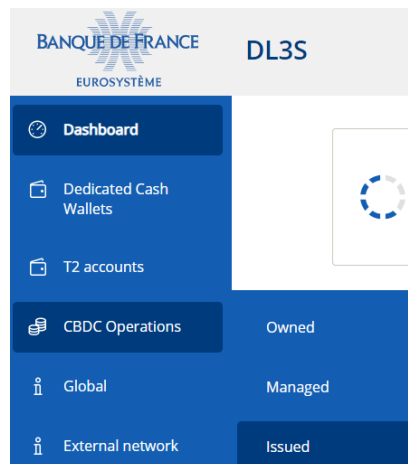 BANQUE DE FRANCE
EUROSYSTÈME
DL3S
Dashboard
Dedicated Cash
Wallets
T2 accounts
CBDC Operations
Owned
Global
Managed
External network
Issued